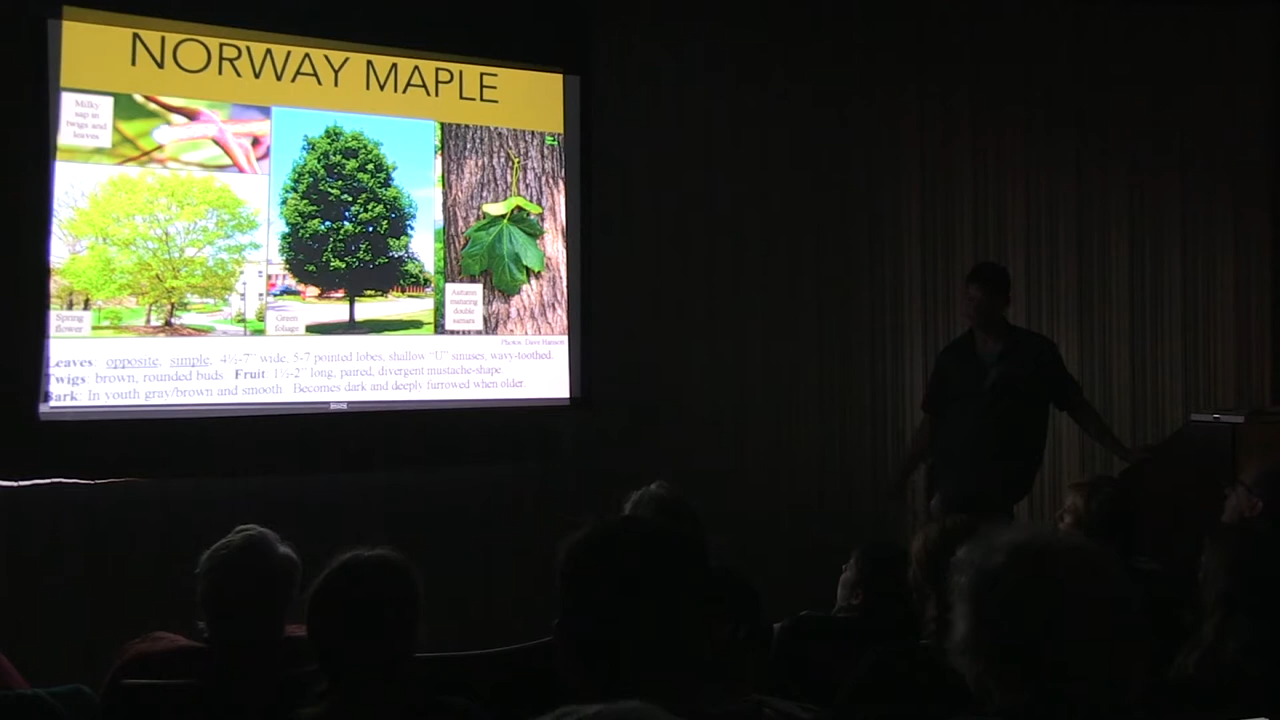 NORWAY MAPLE
Milky
sap in
twigs and
leaves
Spring
flower
Green
foliage
Autumn
maturing
double
samara
Photos: Dave Hanson
Leaves: opposite, simple, 4½-7" wide, 5-7 pointed lobes, shallow "U" sinuses, wavy-toothed.
Twigs: brown, rounded buds Fruit: 1½-2" long, paired, divergent mustache-shape
Bark: In youth gray/brown and smooth Becomes dark and deeply furrowed when older.